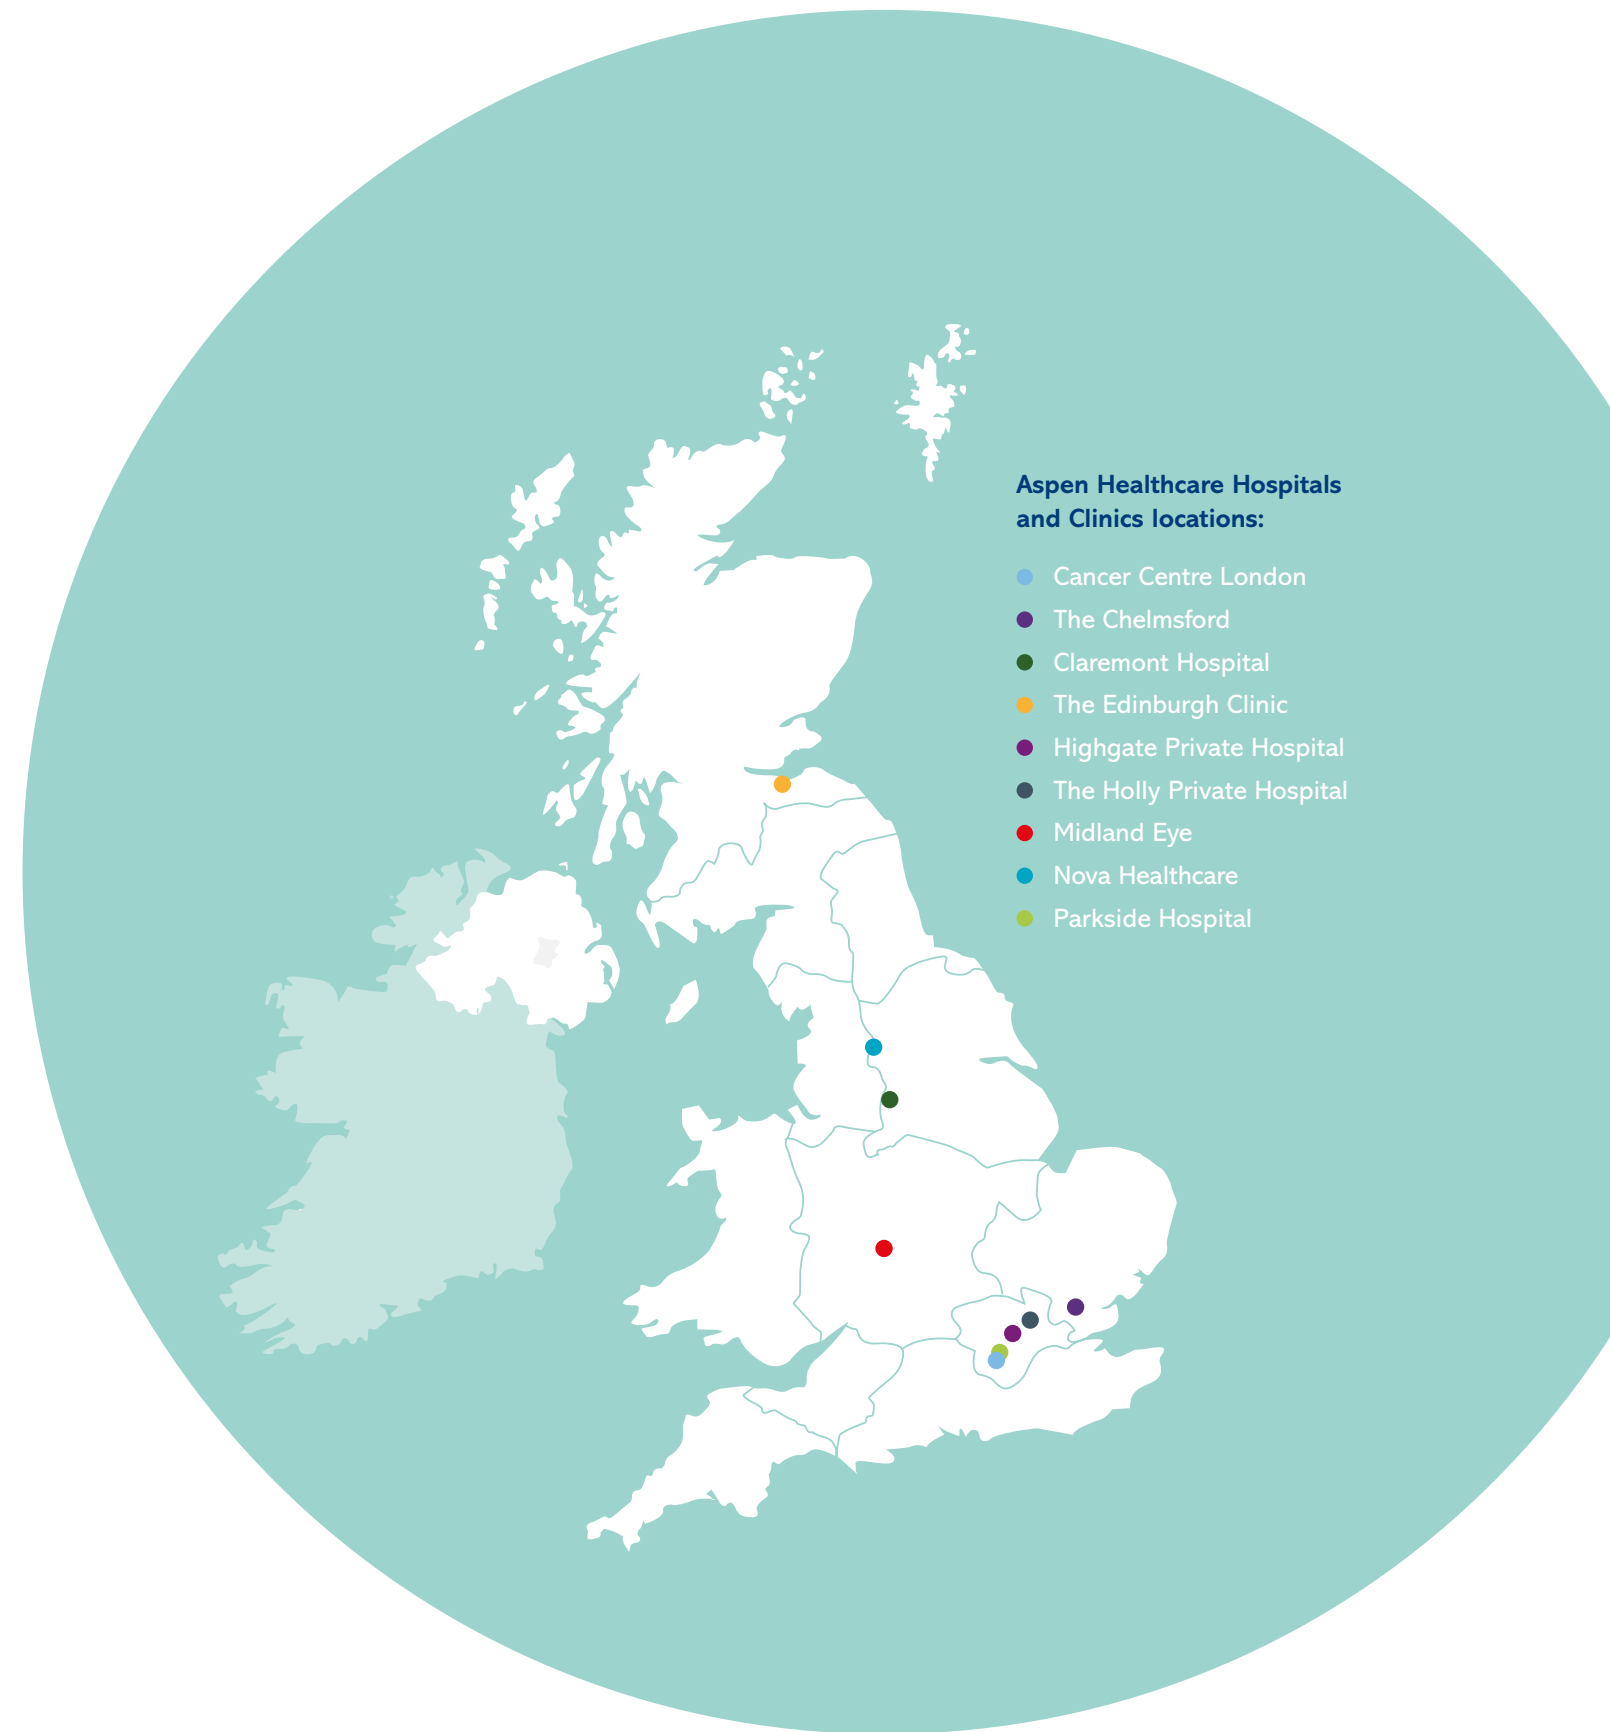 Aspen Healthcare Hospitals
and Clinics locations:
Cancer Centre London
The Chelmsford
Claremont Hospital
The Edinburgh Clinic
Highgate Private Hospital
The Holly Private Hospital
Midland Eye
Nova Healthcare
Parkside Hospital